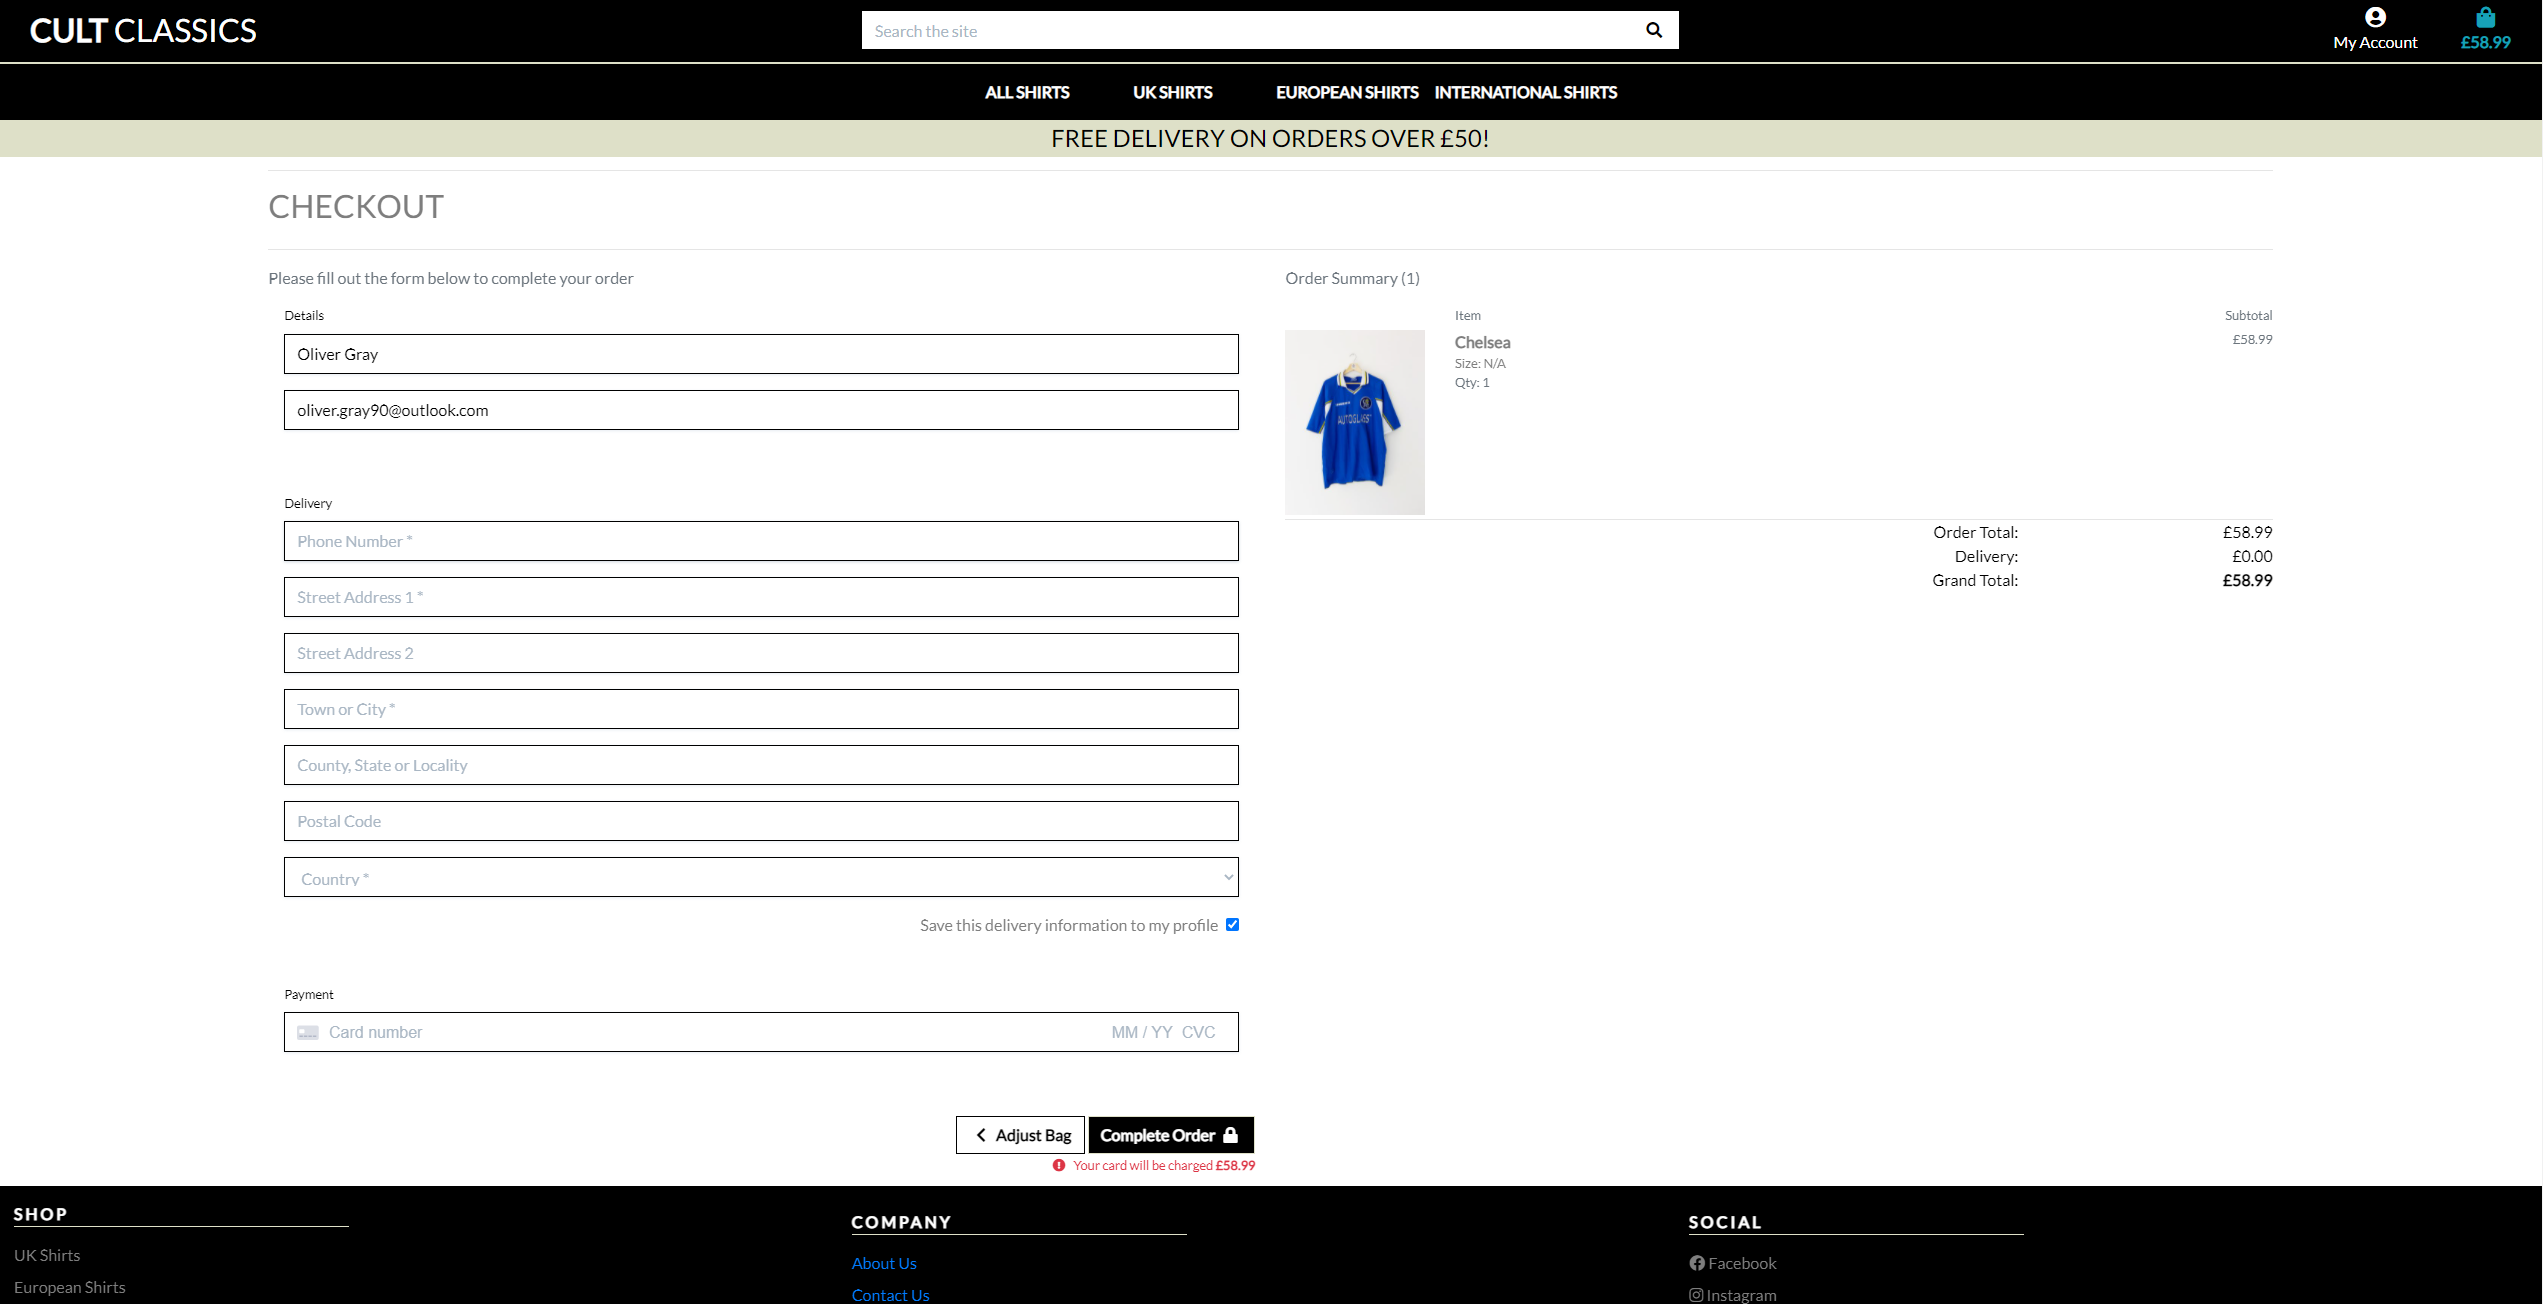 CULT CLASSICS
Search the site
My Account
£58.99
ALL SHIRTS
UK SHIRTS
EUROPEAN SHIRTS
INTERNATIONAL SHIRTS
FREE DELIVERY ON ORDERS OVER £50!
CHECKOUT
Please fill out the form below to complete your order
Details
Oliver Gray
oliver.gray90@outlook.com
Delivery
Phone Number *
Street Address 1 *
Street Address 2
Town or City *
County, State or Locality
Postal Code
Country *
Save this delivery information to my profile
Payment
Card number
MM / YY CVC
Adjust Bag
Complete Order
Your card will be charged £58.99
Order Summary (1)
Item
Subtotal
AUTOGLASS
Chelsea
£58.99
Size: N/A
Qty: 1
Order Total: £58.99
Delivery: £0.00
Grand Total: £58.99
SHOP
UK Shirts
European Shirts
COMPANY
About Us
Contact Us
SOCIAL
Facebook
Instagram